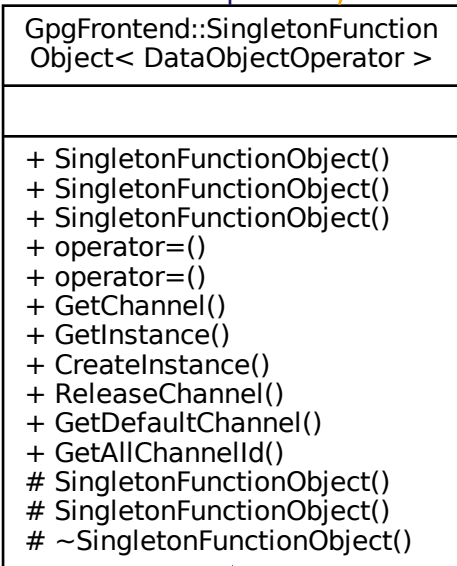 GpgFrontend::SingletonFunction
Object< DataObjectOperator >
+ SingletonFunctionObject()
+ SingletonFunctionObject()
+ SingletonFunctionObject()
+ operator=()
+ operator=()
+ GetChannel()
+ GetInstance()
+ CreateInstance()
+ ReleaseChannel()
+ GetDefaultChannel()
+ GetAllChannelId()
# SingletonFunctionObject()
# SingletonFunctionObject()
# ~SingletonFunctionObject()